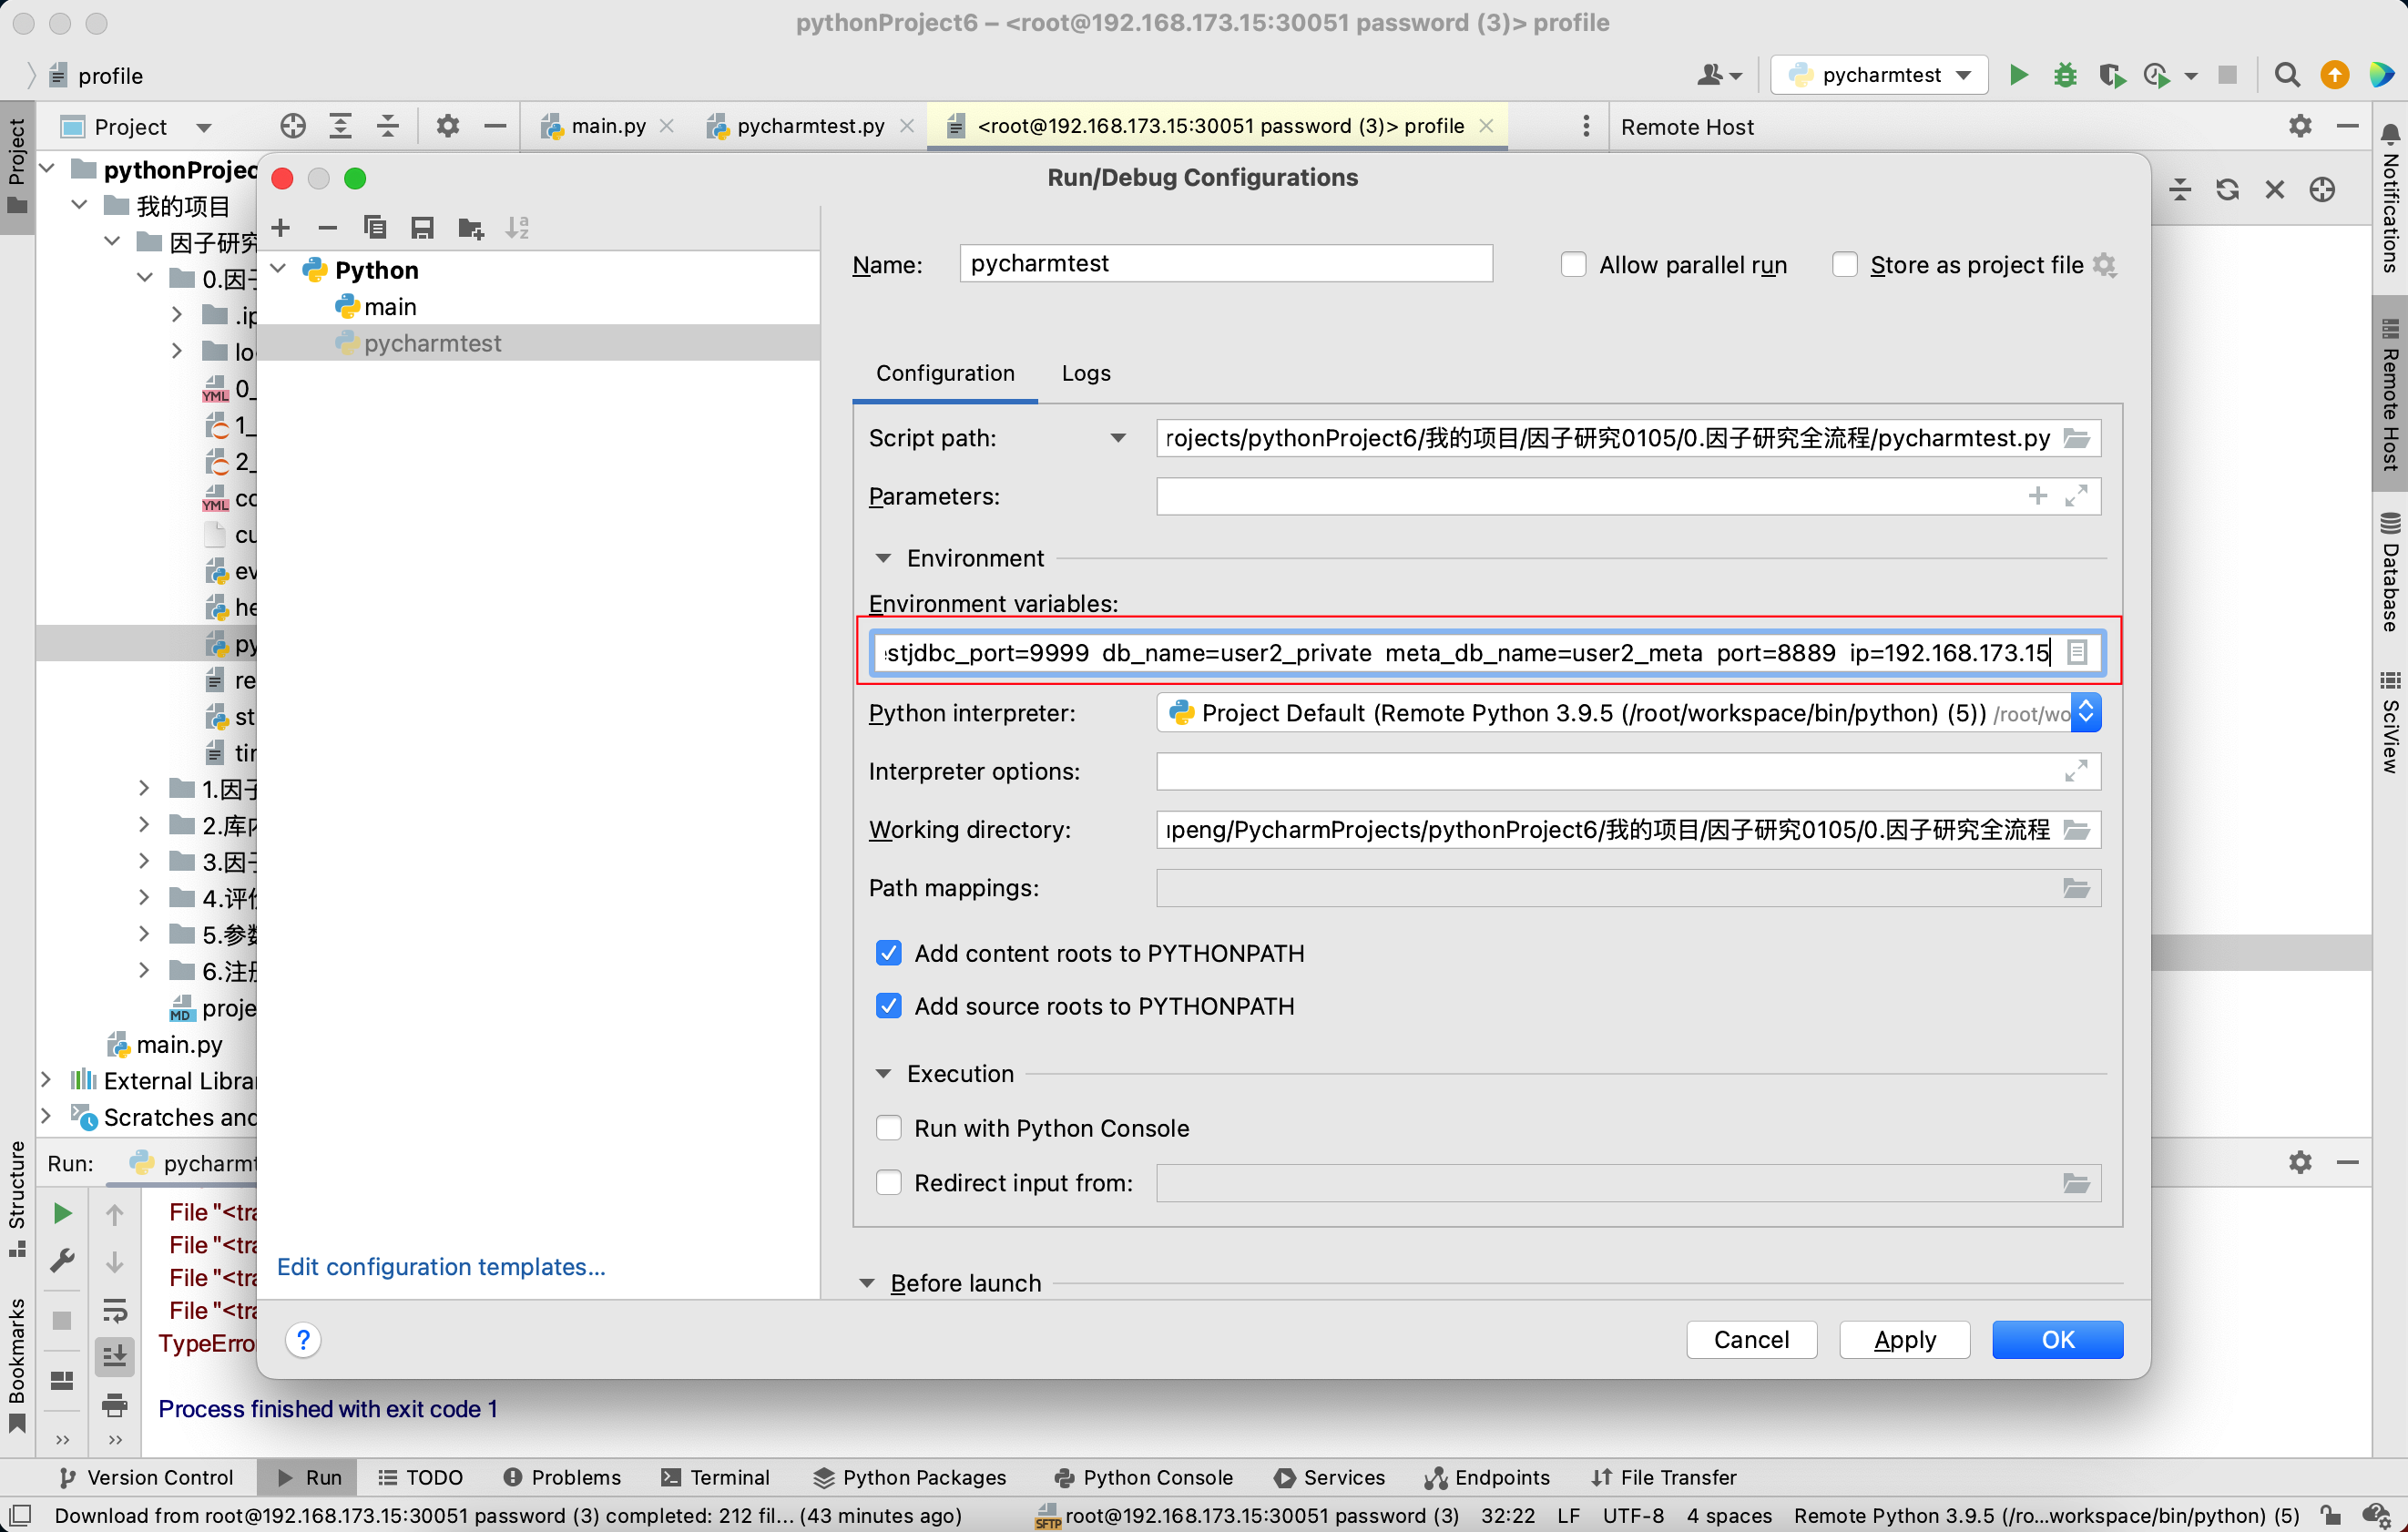 pythonProject6 – <root@192.168.173.15:30051 password (3)> profile
profile
pycharmtest
Project
main.py
pycharmtest.py
<root@192.168.173.15:30051 password (3)> profile
Remote Host
Project
Notifications
Remote Host
Database
SciView
Structure
Bookmarks
pythonProjec
我的项目
因子研究
0.因子
.ip
lo
0_
1_
2_
co
cu
ev
he
py
re
st
tir
1.因子
2.库内
3.因子
4.评价
5.参数
6.注册
proje
main.py
External Librar
Scratches and
Run/Debug Configurations
Python
main
pycharmtest
Edit configuration templates...
Name:
pycharmtest
Allow parallel run
Store as project file
Configuration
Logs
Script path:
rojects/pythonProject6/我的项目/因子研究0105/0.因子研究全流程/pycharmtest.py
Parameters:
Environment
Environment variables:
stjdbc_port=9999 db_name=user2_private meta_db_name=user2_meta port=8889 ip=192.168.173.15
Python interpreter:
Project Default (Remote Python 3.9.5 (/root/workspace/bin/python) (5)) /root/wo
Interpreter options:
Working directory:
ıpeng/PycharmProjects/pythonProject6/我的项目/因子研究0105/0.因子研究全流程
Path mappings:
Add content roots to PYTHONPATH
Add source roots to PYTHONPATH
Execution
Run with Python Console
Redirect input from:
Before launch
?
Cancel
Apply
OK
Run:
pycharmt
File "<tra
File "<tra
File "<tra
File "<tra
TypeErro
Process finished with exit code 1
Version Control
Run
TODO
Problems
Terminal
Python Packages
Python Console
Services
Endpoints
File Transfer
Download from root@192.168.173.15:30051 password (3) completed: 212 fil... (43 minutes ago)
SFTP
root@192.168.173.15:30051 password (3)
32:22
LF
UTF-8
4 spaces
Remote Python 3.9.5 (/ro...workspace/bin/python) (5)